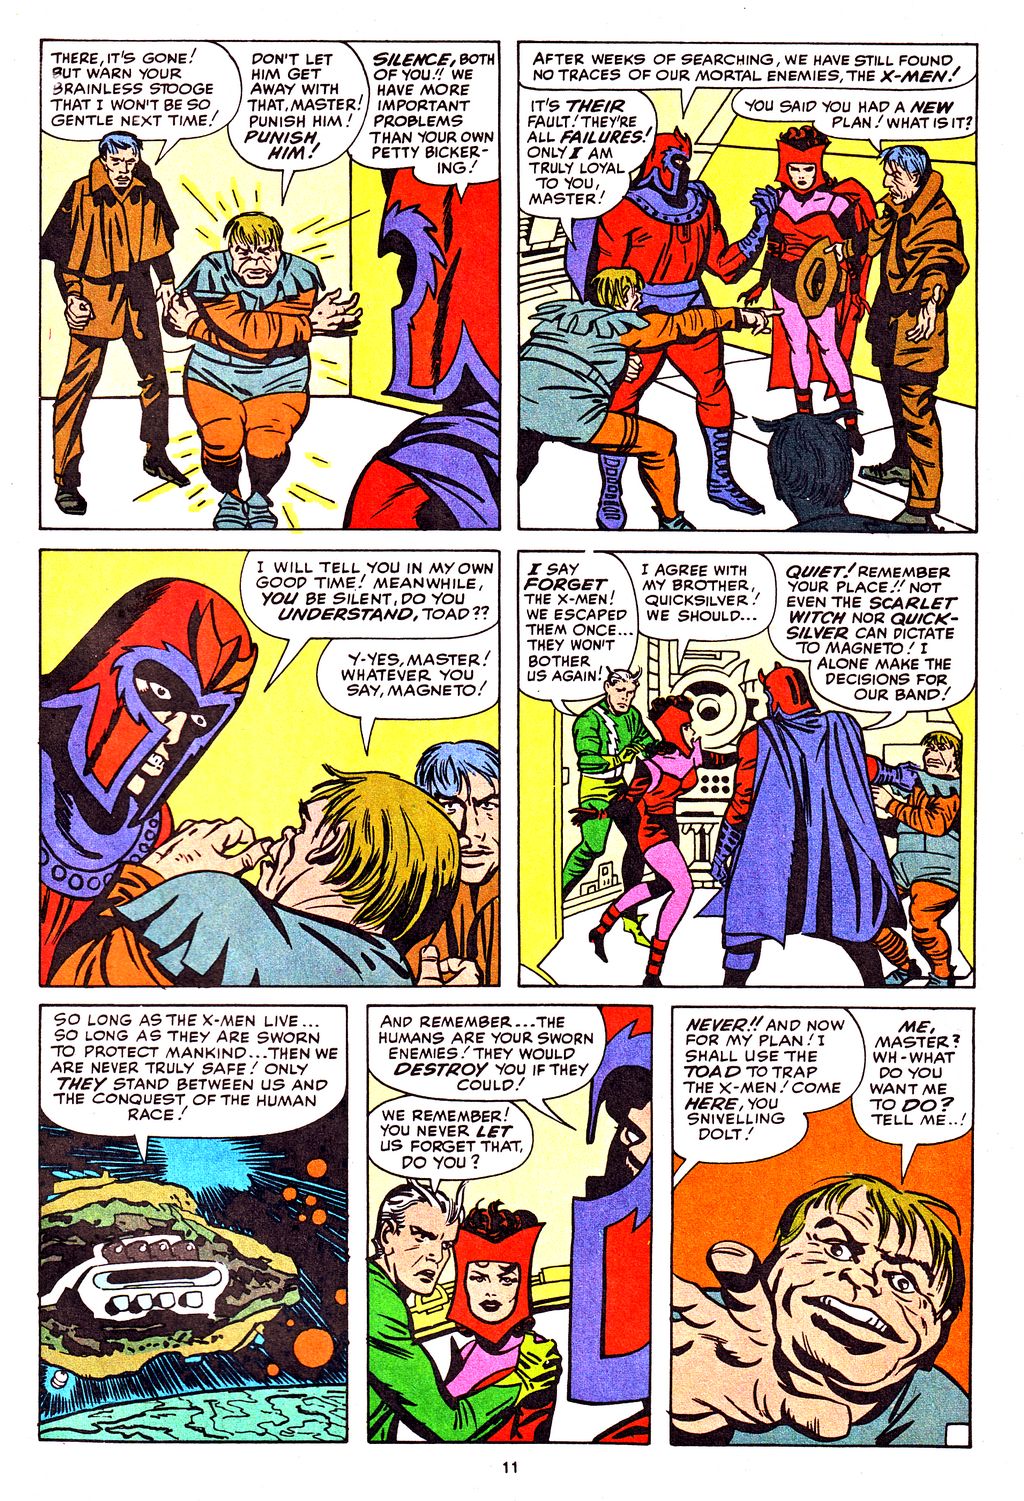 THERE, IT'S GONE!
BUT WARN YOUR
BRAINLESS STOOGE
THAT I WON'T BE SO
GENTLE NEXT TIME!
DON'T LET
HIM GET
AWAY WITH
THAT, MASTER!
PUNISH HIM!
PUNISH
HIM!
SILENCE, BOTH
OF YOU!! WE
HAVE MORE
IMPORTANT
PROBLEMS
THAN YOUR OWN
PETTY BICKER-
ING!
AFTER WEEKS OF SEARCHING, WE HAVE STILL FOUND
NO TRACES OF OUR MORTAL ENEMIES, THE X-MEN!
IT'S THEIR
FAULT! THEY'RE
ALL FAILURES!
ONLY I AM
TRULY LOYAL
TO YOU,
MASTER!
YOU SAID YOU HAD A NEW
PLAN! WHAT IS IT?
I WILL TELL YOU IN MY OWN
GOOD TIME! MEANWHILE,
YOU BE SILENT, DO YOU
UNDERSTAND, TOAD??
Y-YES, MASTER!
WHATEVER YOU
SAY, MAGNETO!
I SAY
FORGET
THE X-MEN!
WE ESCAPED
THEM ONCE...
THEY WON'T
BOTHER
US AGAIN!
I AGREE WITH
MY BROTHER,
QUICKSILVER!
WE SHOULD...
QUIET! REMEMBER
YOUR PLACE!! NOT
EVEN THE SCARLET
WITCH NOR QUICK-
SILVER CAN DICTATE
TO MAGNETO! I
ALONE MAKE THE
DECISIONS FOR
OUR BAND!
SO LONG AS THE X-MEN LIVE...
SO LONG AS THEY ARE SWORN
TO PROTECT MANKIND...THEN WE
ARE NEVER TRULY SAFE! ONLY
THEY STAND BETWEEN US AND
THE CONQUEST OF THE HUMAN
RACE!
AND REMEMBER...THE
HUMANS ARE YOUR SWORN
ENEMIES! THEY WOULD
DESTROY YOU IF THEY
COULD!
WE REMEMBER!
YOU NEVER LET
US FORGET THAT,
DO YOU?
NEVER!! AND NOW
FOR MY PLAN! I
SHALL USE THE
TOAD TO TRAP
THE X-MEN! COME
HERE, YOU
SNIVELLING
DOLT!
ME,
MASTER?
WH-WHAT
DO YOU
WANT ME
TO DO?
TELL ME..!
11